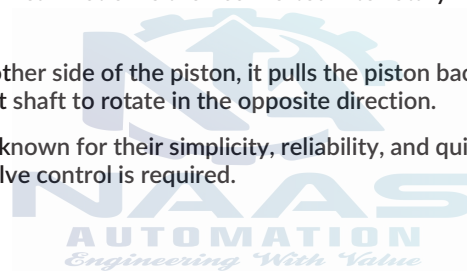 other side of the piston, it pulls the piston bac
t shaft to rotate in the opposite direction.
known for their simplicity, reliability, and qui
lve control is required.
NAAS
AUTOMATION
Engineering With Value